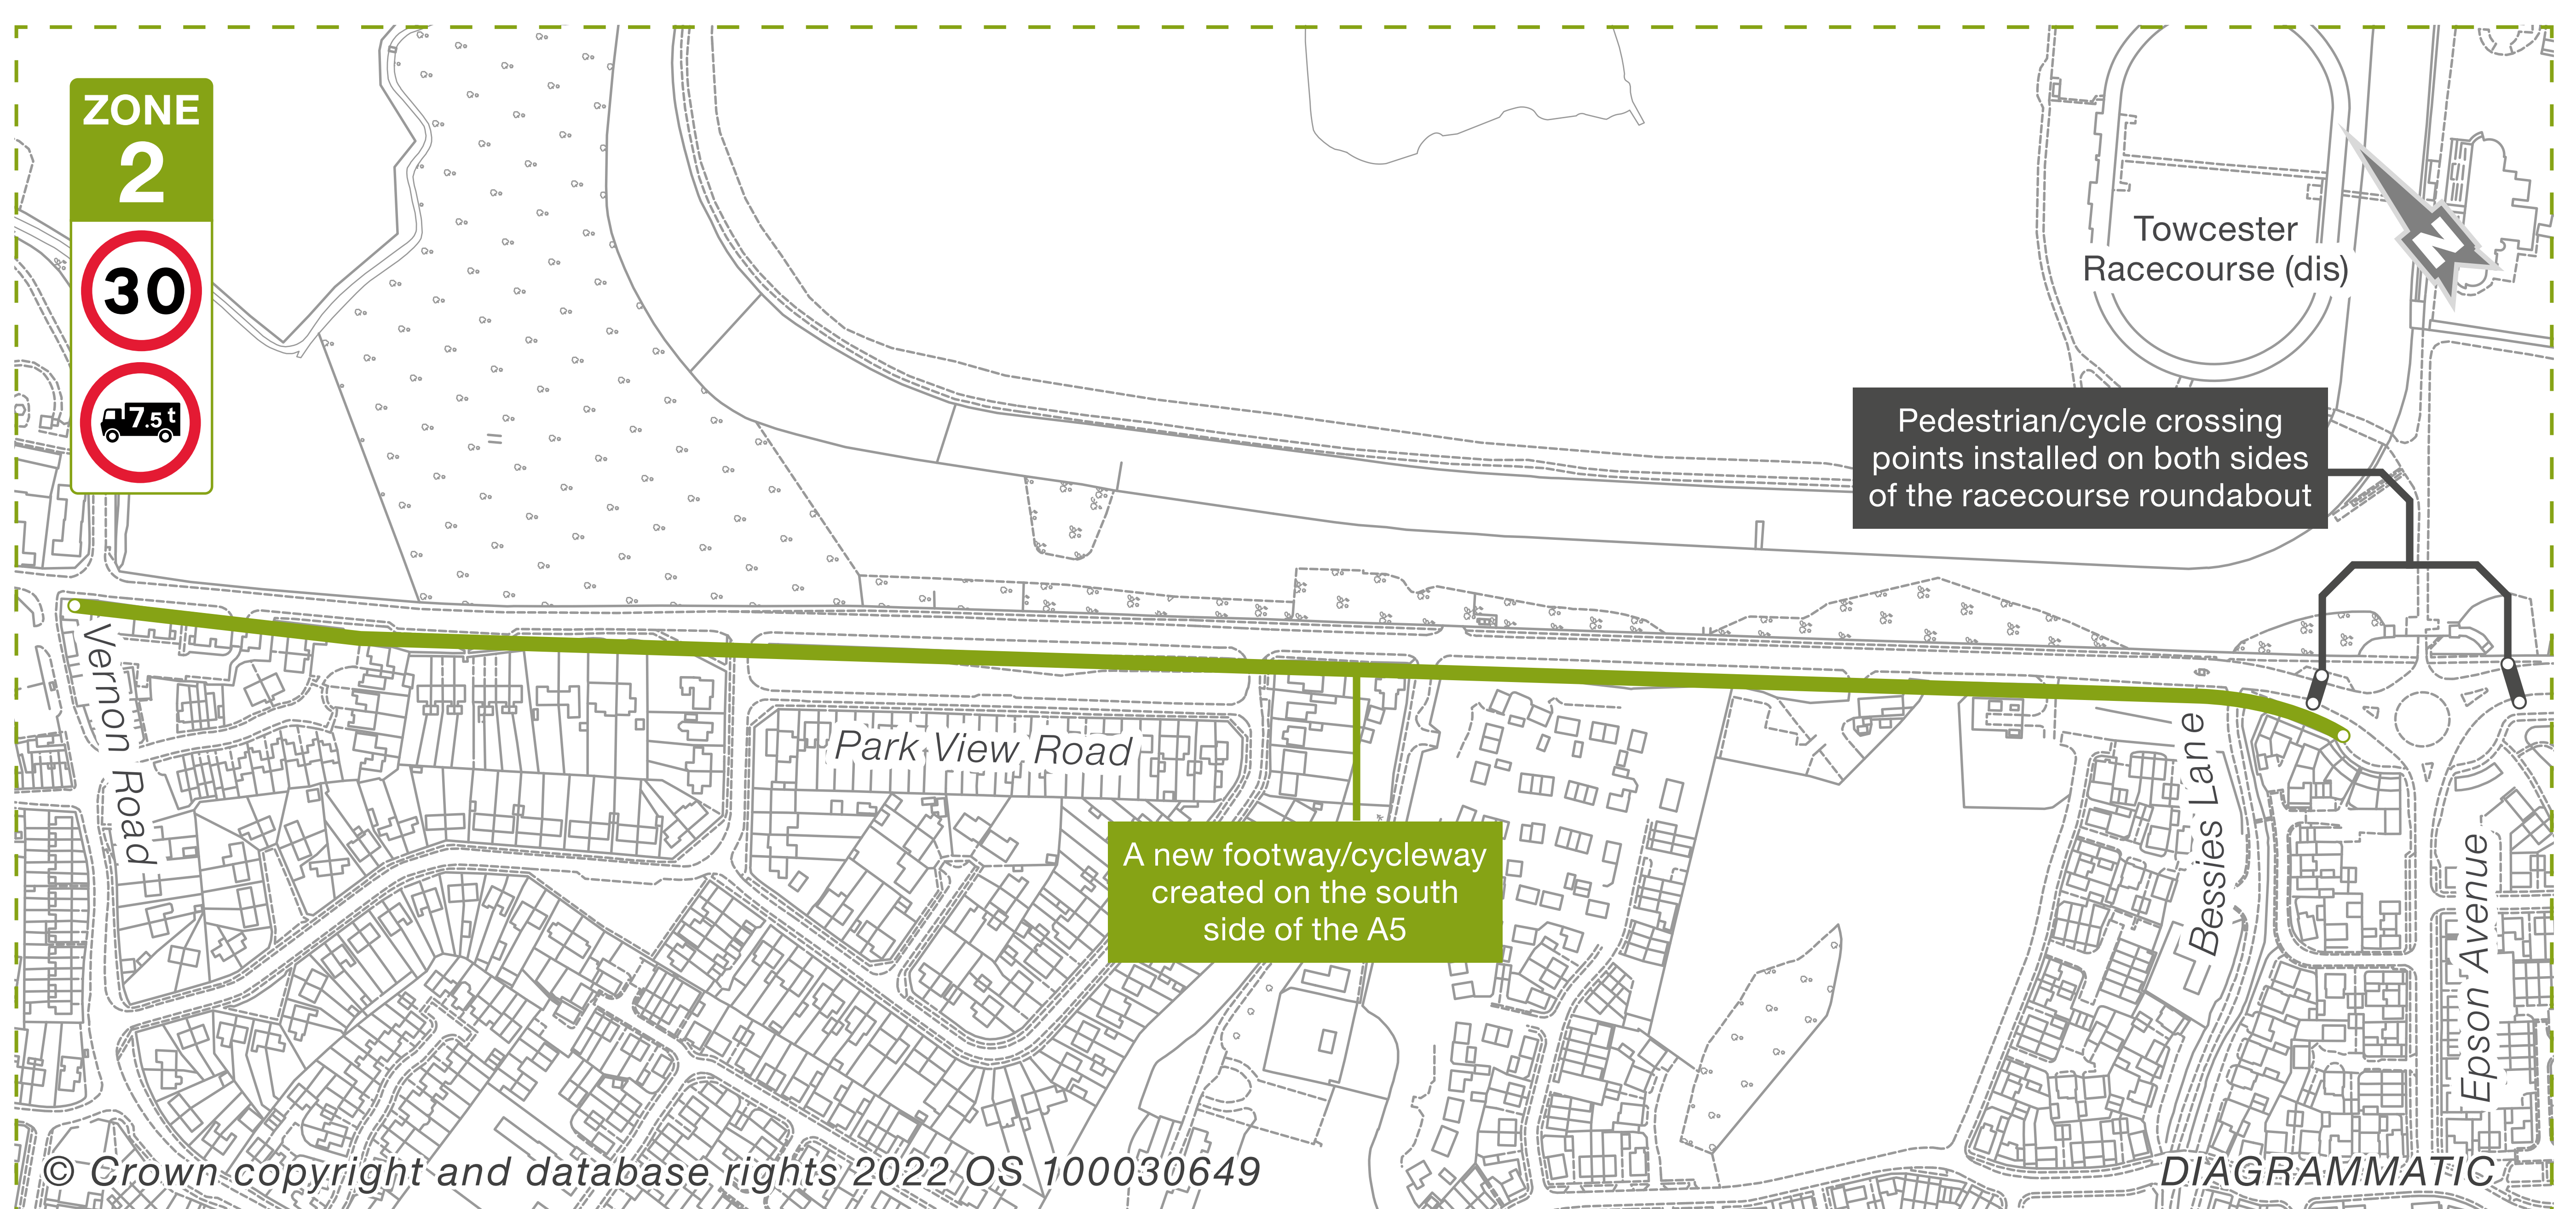 ZONE
2
30
7.5 t
Towcester
Racecourse (dis)
N
Pedestrian/cycle crossing
points installed on both sides
of the racecourse roundabout
Vernon Road
Park View Road
A new footway/cycleway
created on the south
side of the A5
Bessies Lane
Epson Avenue
© Crown copyright and database rights 2022 OS 100030649
DIAGRAMMATIC